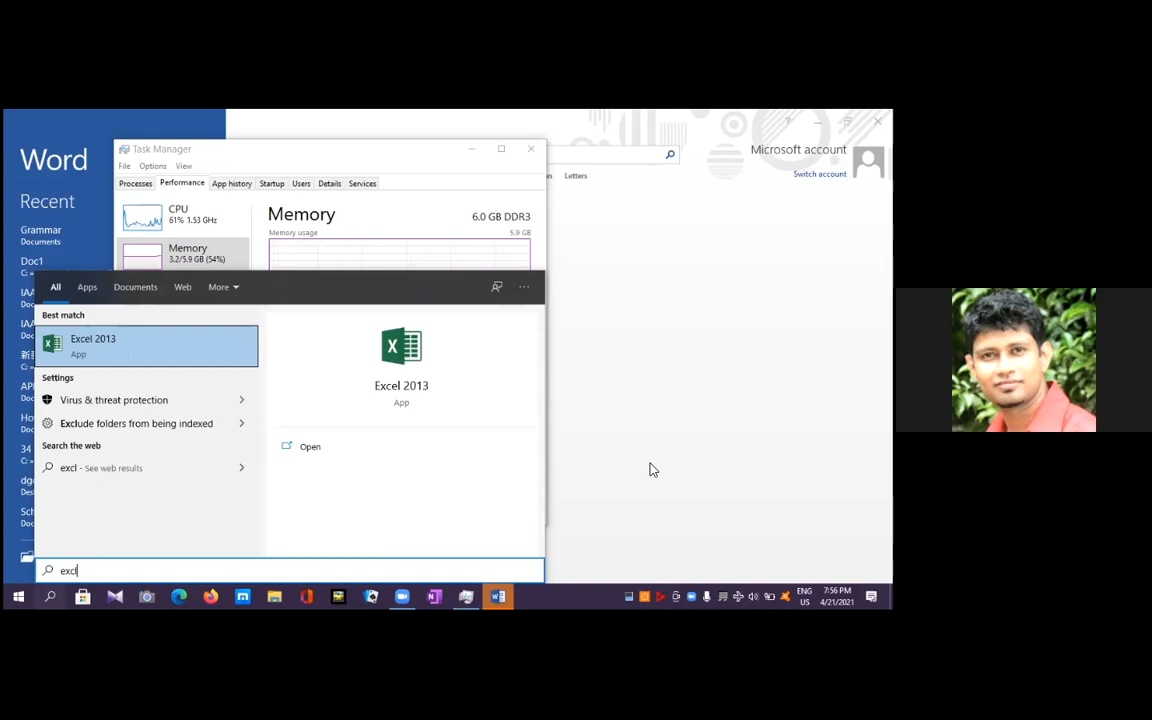 Word
Recent
Grammar
Documents
Doc1
Task Manager
File Options View
Processes Performance App history Startup Users Details Services
CPU
61% 1.53 GHz
Memory
3.2/5.9 GB (54%)
Memory 6.0 GB DDR3
Memory usage 5.9 GB
Letters
?
Microsoft account
Switch account
All Apps Documents Web More
Best match
Excel 2013
App
Settings
Virus & threat protection
Exclude folders from being indexed
Search the web
excl - See web results
Excel 2013
App
Open
excl
ENG
US
7:56 PM
4/21/2021